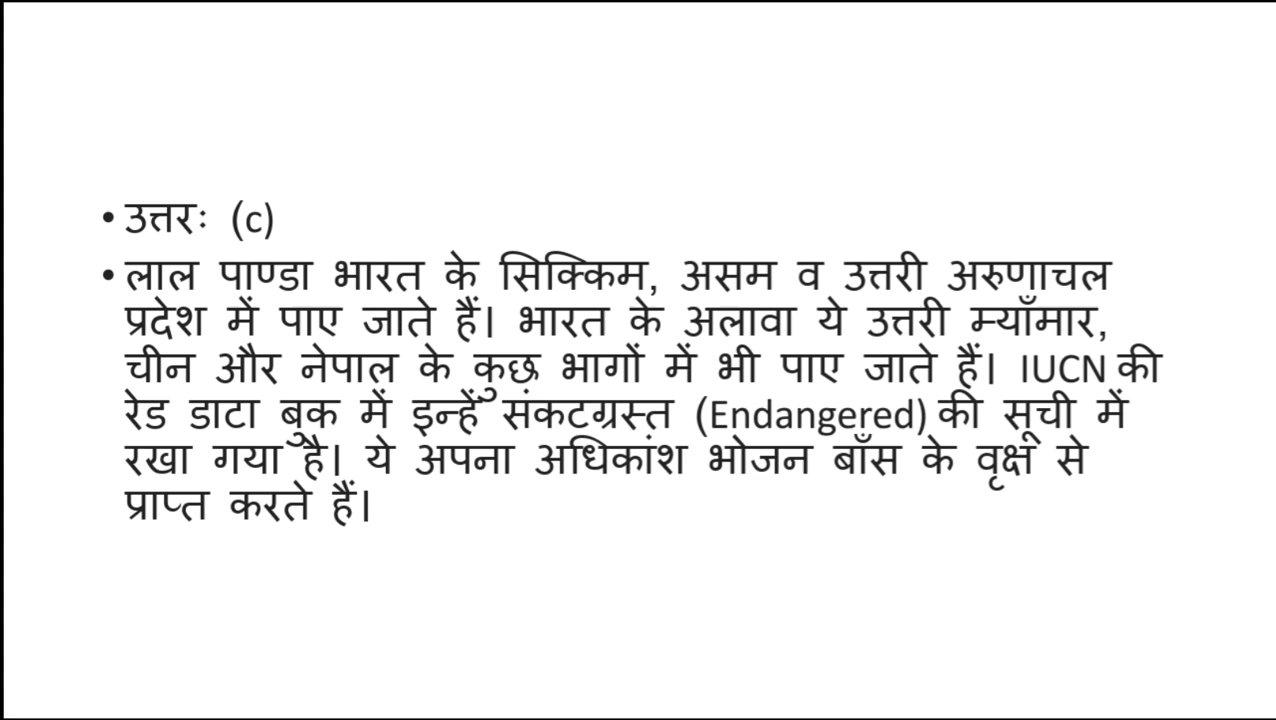 • उत्तरः (c)
• लाल पाण्डा भारत के सिक्किम, असम व उत्तरी अरुणाचल
प्रदेश में पाए जाते हैं। भारत के अलावा ये उत्तरी म्याँमार,
चीन और नेपाल के कुछ भागों में भी पाए जाते हैं। IUCN की
रेड डाटा बुक में इन्हें संकटग्रस्त (Endangered) की सूची में
रखा गया है। ये अपना अधिकांश भोजन बाँस के वृक्ष से
प्राप्त करते हैं।